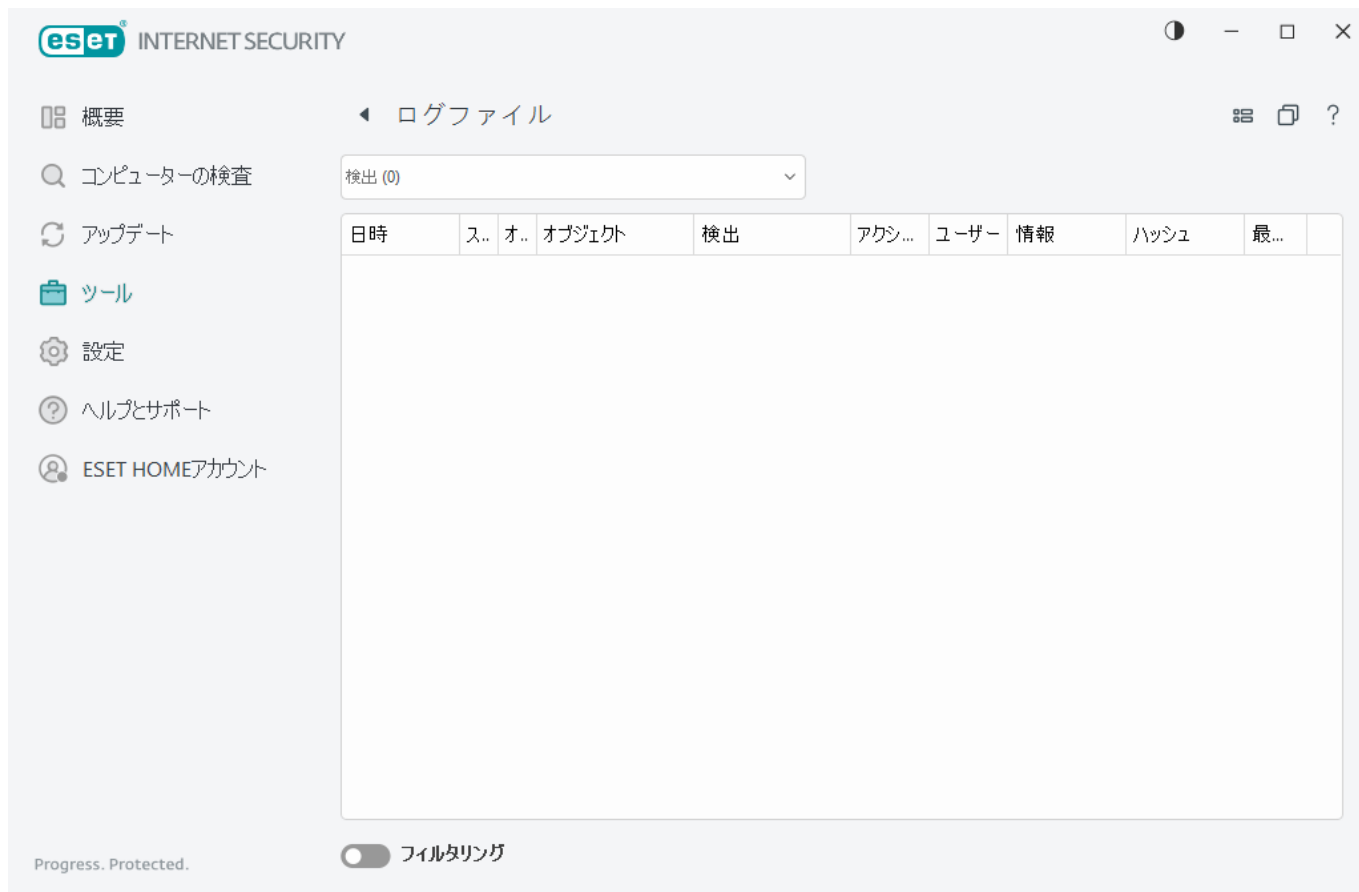 eseT® INTERNET SECURITY
概要
コンピューターの検査
アップデート
ツール
設定
ヘルプとサポート
ESET HOMEアカウント
Progress. Protected.
ログファイル
?
検出 (0)
日時 ス.. オ.. オブジェクト 検出 アクシ... ユーザー 情報 ハッシュ 最...
フィルタリング